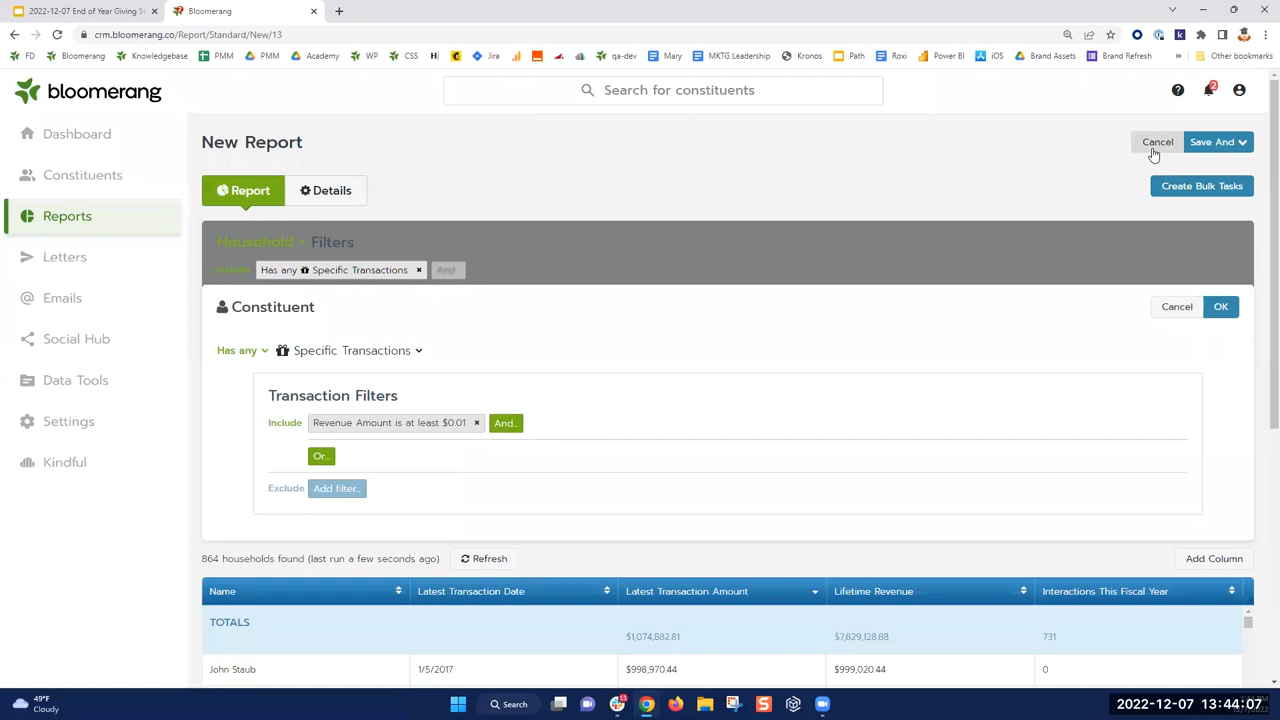 2022-12-07 End of Year Giving St
Bloomerang
crm.bloomerang.co/Report/Standard/New/13
FD
Bloomerang
Knowledgebase
PMM
PMM
Academy
WP
CSS
H
Jira
qa-dev
Mary
MKTG Leadership
Kronos
Path
Roxi
Power BI
iOS
Brand Assets
Brand Refresh
»
Other bookmarks
bloomerang
Search for constituents
2
Dashboard
Constituents
Reports
Letters
Emails
Social Hub
Data Tools
Settings
Kindful
New Report
Cancel
Save And
Report
Details
Create Bulk Tasks
Household Filters
Include Has any Specific Transactions × And...
Constituent
Cancel
OK
Has any Specific Transactions
Transaction Filters
Include Revenue Amount is at least $0.01 × And...
Or...
Exclude Add filter...
864 households found (last run a few seconds ago)
Refresh
Add Column
Name Latest Transaction Date Latest Transaction Amount Lifetime Revenue Interactions This Fiscal Year
TOTALS
$1,074,882.81 $7,829,128.88 731
John Staub 1/5/2017 $998,970.44 $999,020.44 0
49°F
Cloudy
Search
11
2022-12-07 13:44:07